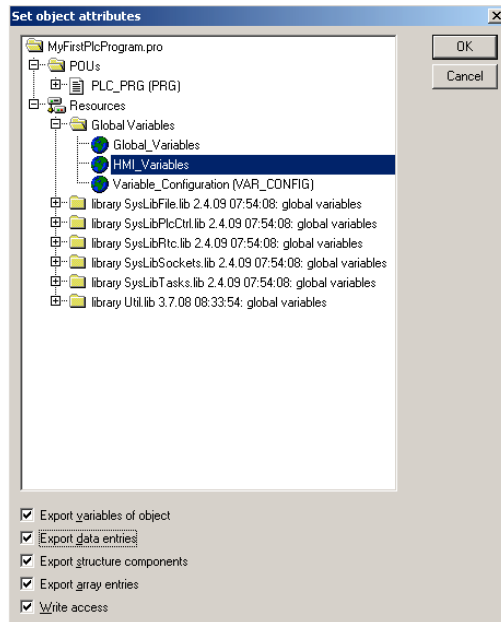 Set object attributes
MyFirstPlcProgram.pro
POUs
PLC_PRG (PRG)
Resources
Global Variables
Global_Variables
HMI_Variables
Variable_Configuration (VAR_CONFIG)
library SysLibFile.lib 2.4.09 07:54:08: global variables
library SysLibPlcCtrl.lib 2.4.09 07:54:08: global variables
library SysLibRtc.lib 2.4.09 07:54:08: global variables
library SysLibSockets.lib 2.4.09 07:54:08: global variables
library SysLibTasks.lib 2.4.09 07:54:08: global variables
library Util.lib 3.7.08 08:33:54: global variables
OK
Cancel
Export variables of object
Export data entries
Export structure components
Export array entries
Write access